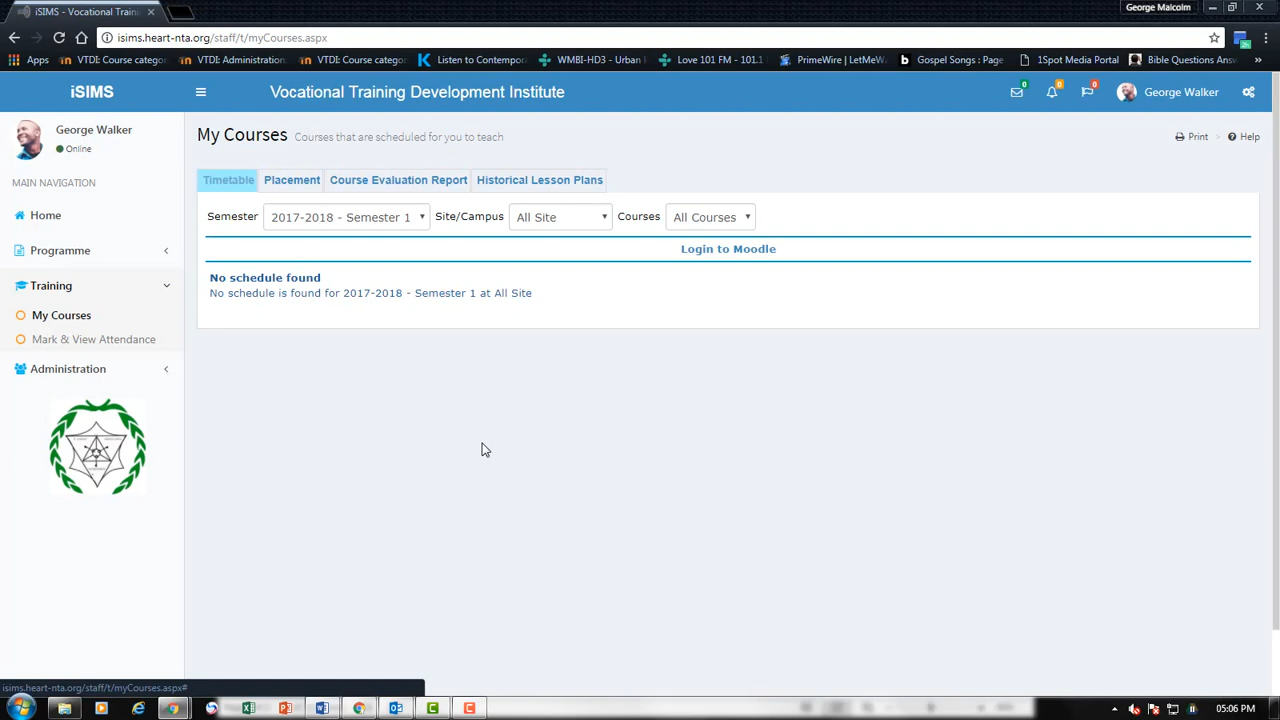 George Malcolm
iSIMS - Vocational Train
isims.heart-nta.org/staff/t/myCourses.aspx
Apps VTDI: Course categor VTDI: Administration VTDI: Course categor Listen to Contempora WMBI-HD3 - Urban Love 101 FM - 101.1 PrimeWire | LetMeWa Gospel Songs : Page 1Spot Media Portal Bible Questions Answ »
iSIMS Vocational Training Development Institute 0 0 0 George Walker
George Walker
Online
MAIN NAVIGATION
Home
Programme
Training
My Courses
Mark & View Attendance
Administration
My Courses Courses that are scheduled for you to teach Print > Help
Timetable Placement Course Evaluation Report Historical Lesson Plans
Semester 2017-2018 - Semester 1 Site/Campus All Site Courses All Courses
Login to Moodle
No schedule found
No schedule is found for 2017-2018 - Semester 1 at All Site
isims.heart-nta.org/staff/t/myCourses.aspx#
05:06 PM